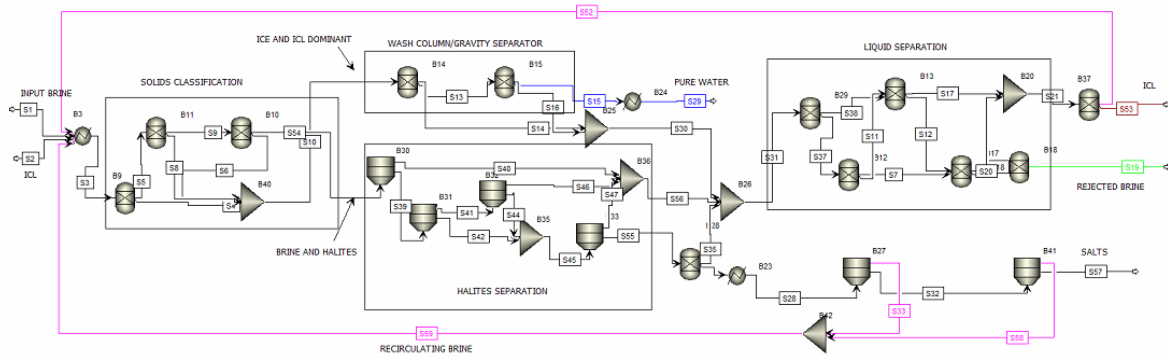 S52
ICE AND ICL DOMINANT
WASH COLUMN/GRAVITY SEPARATOR
LIQUID SEPARATION
SOLIDS CLASSIFICATION
INPUT BRINE
PURE WATER
ICL
B14
B15
B24
B25
B13
B20
B37
B29
S1
B3
B11
B10
S9
S54
S10
S13
S15
S29
S16
S14
S30
S38
S17
S21
S53
ICL
S2
S3
S5
S8
S6
B9
B40
S11
S12
S31
S37
B12
S7
S20
I17
B18
S19
REJECTED BRINE
B30
S40
B36
S46
S47
S56
B26
S39
B31
S41
S44
B35
S42
S45
33
S55
S35
B23
S28
B27
B41
SALTS
S57
S32
S33
S58
B42
BRINE AND HALITES
HALITES SEPARATION
S59
RECIRCULATING BRINE